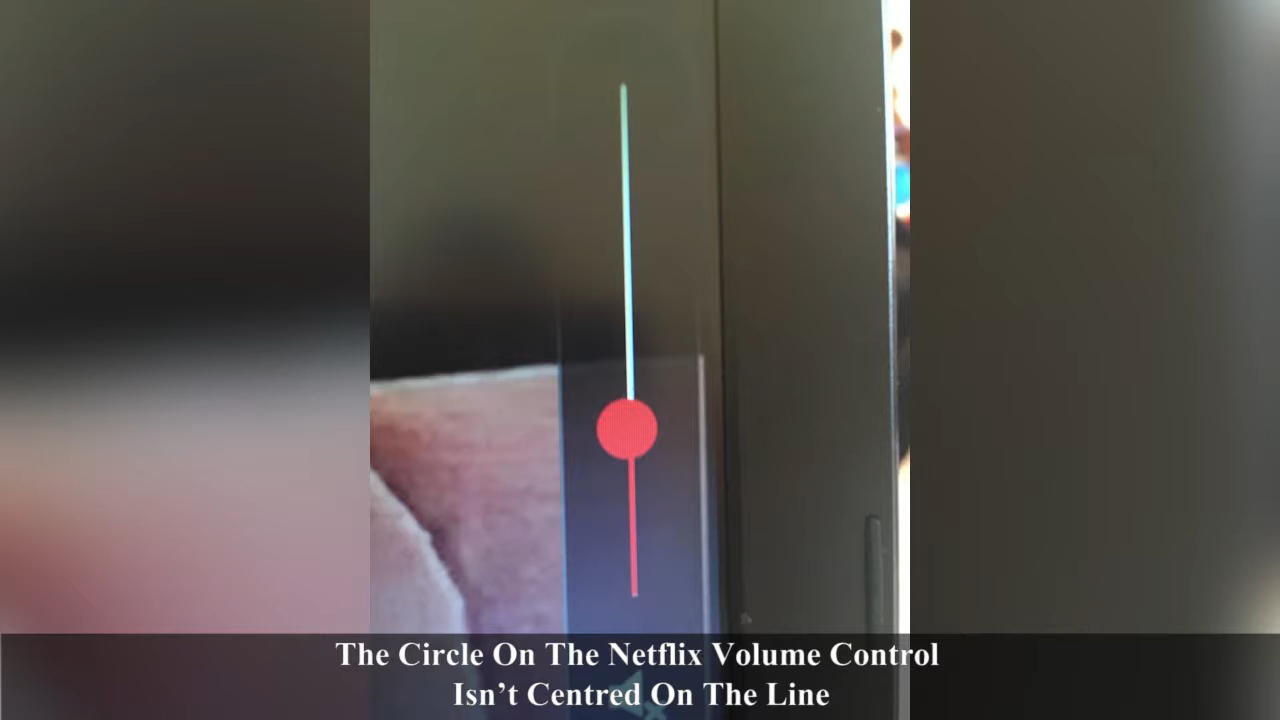 The Circle On The Netflix Volume Control
Isn’t Centred On The Line